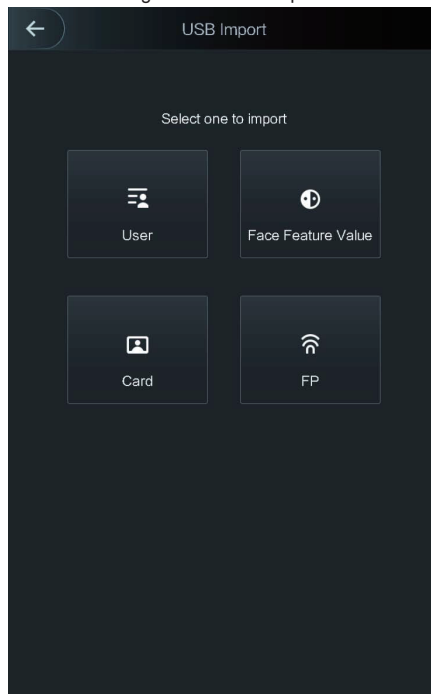 USB Import
Select one to import
User
Face Feature Value
Card
FP